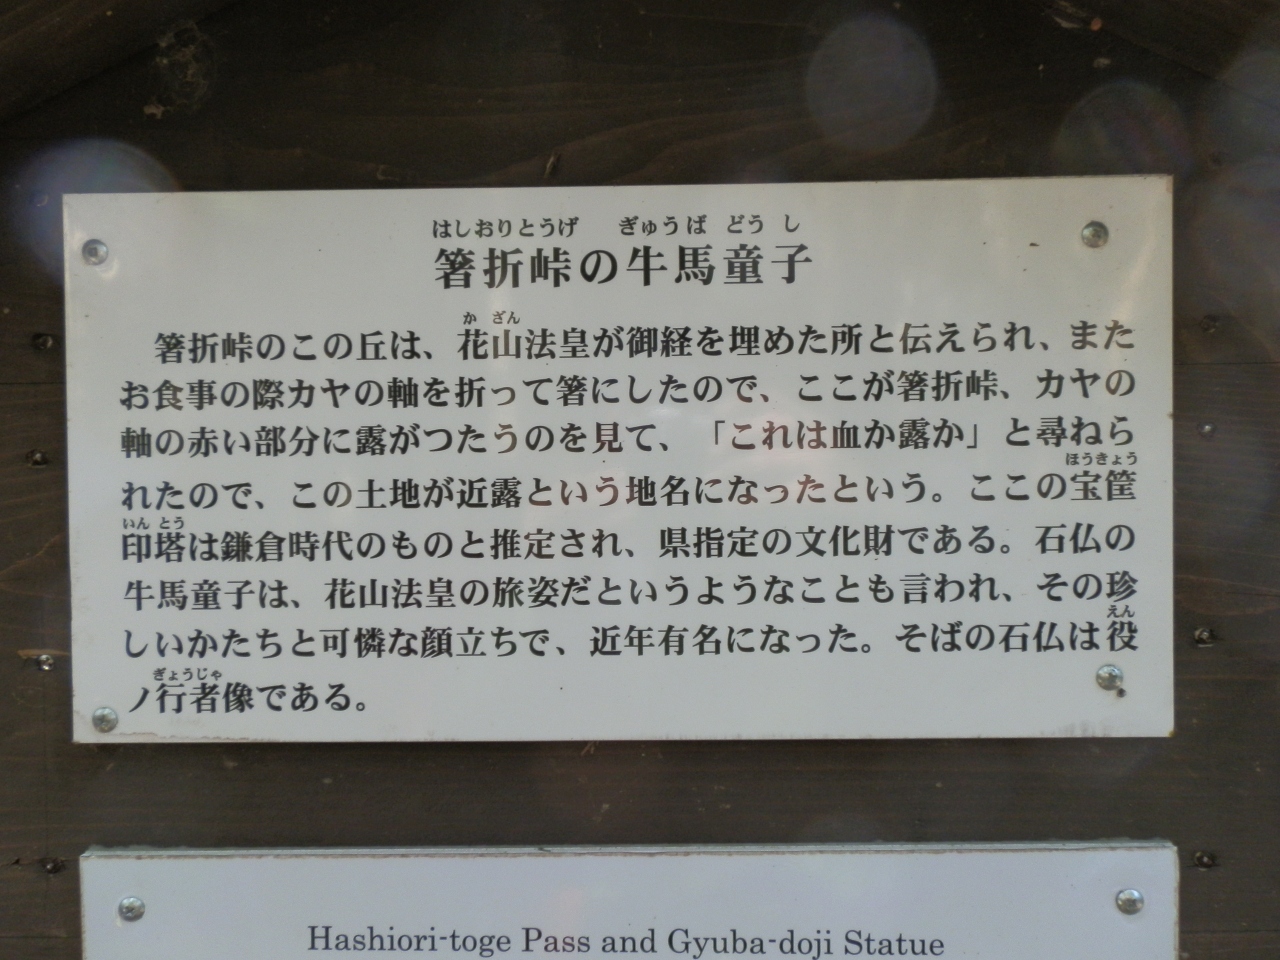 はしおりとうげ ぎゅうば どうし
箸折峠の牛馬童子
か ざん
箸折峠のこの丘は、花山法皇が御経を埋めた所と伝えられ、また
お食事の際カヤの軸を折って箸にしたので、ここが箸折峠、カヤの
軸の赤い部分に露がつたうのを見て、「これは血か露か」と尋ねら
ほうきょう
れたので、この土地が近露という地名になったという。ここの宝筐
いん とう
印塔は鎌倉時代のものと推定され、県指定の文化財である。石仏の
牛馬童子は、花山法皇の旅姿だというようなことも言われ、その珍
えん
しいかたちと可憐な顔立ちで、近年有名になった。そばの石仏は役
ぎょうじゃ
ノ行者像である。
Hashiori-toge Pass and Gyuba-doji Statue